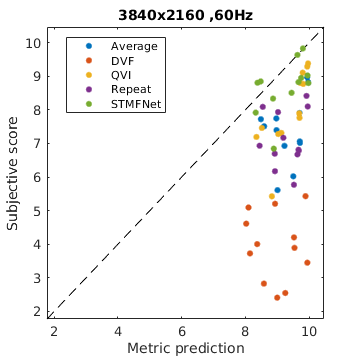 3840x2160 ,60Hz
Average
DVF
QVI
Repeat
STMFNet
Subjective score
10
9
8
7
6
5
4
3
2
2 4 6 8 10
Metric prediction